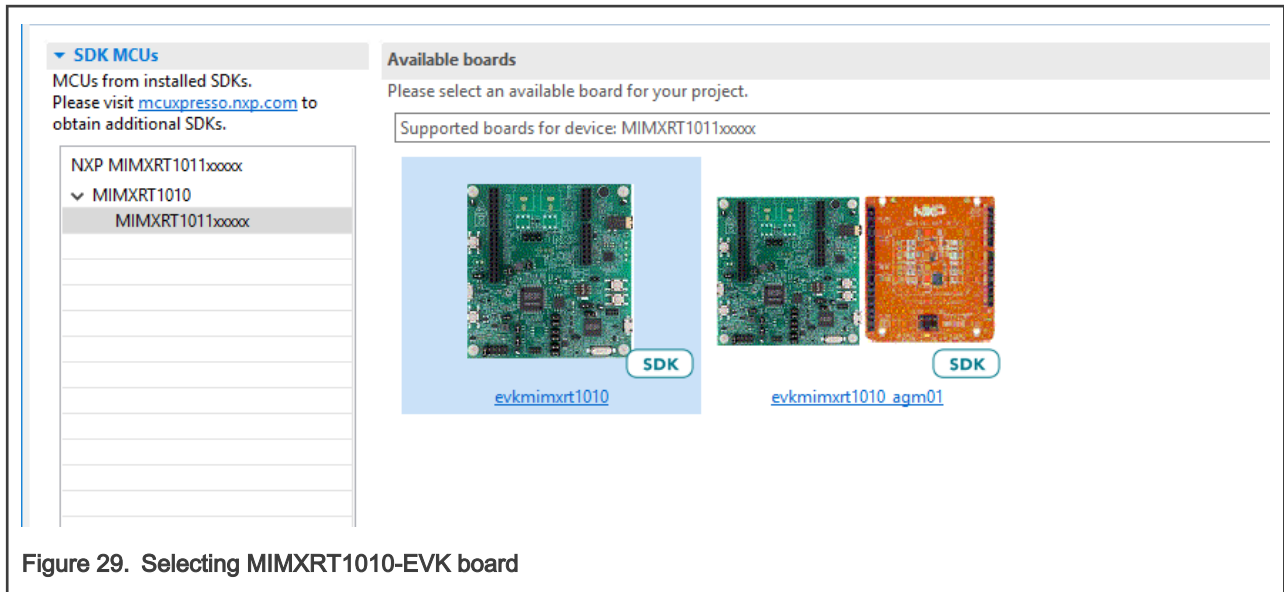 SDK MCUs
MCUs from installed SDKs.
Please visit mcuxpresso.nxp.com to
obtain additional SDKs.
NXP MIMXRT1011xxxxx
MIMXRT1010
MIMXRT1011xxxxx
Available boards
Please select an available board for your project.
Supported boards for device: MIMXRT1011xxxxx
NXP
SDK
SDK
evkmimxrt1010
evkmimxrt1010_agm01
Figure 29. Selecting MIMXRT1010-EVK board